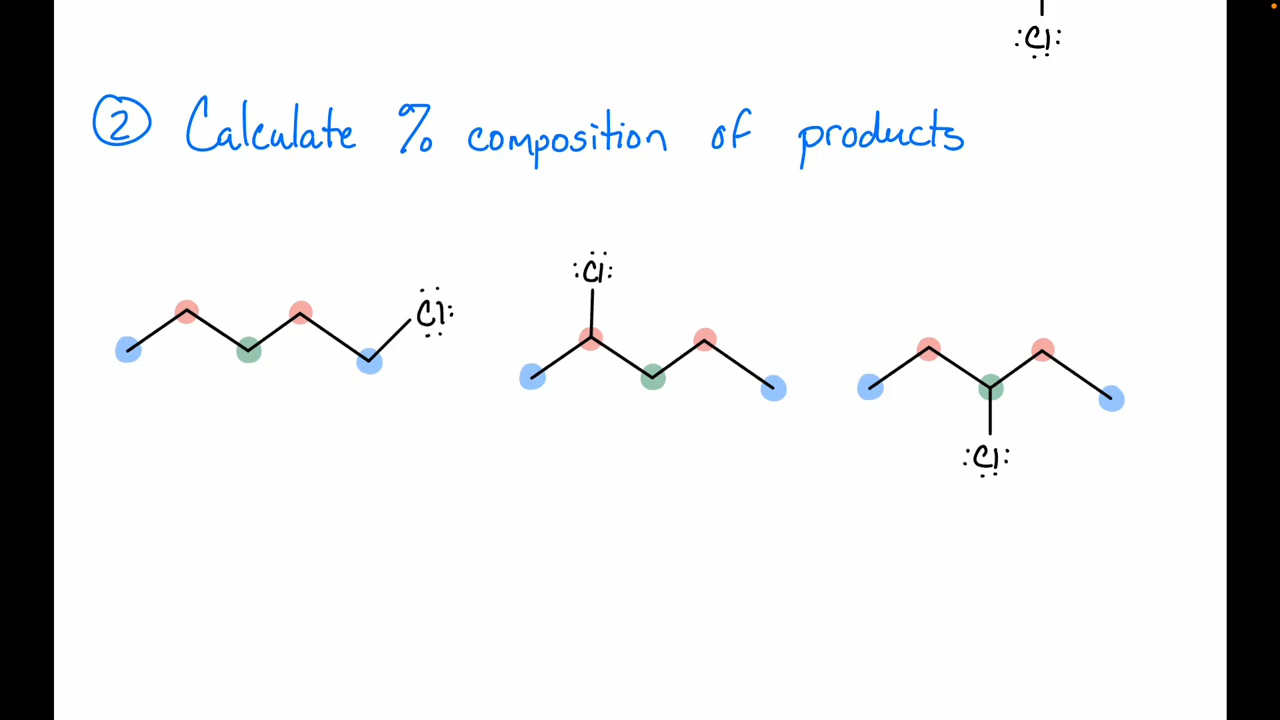 :Cl:
② Calculate % composition of products
:Cl:
Cl:
:Cl: